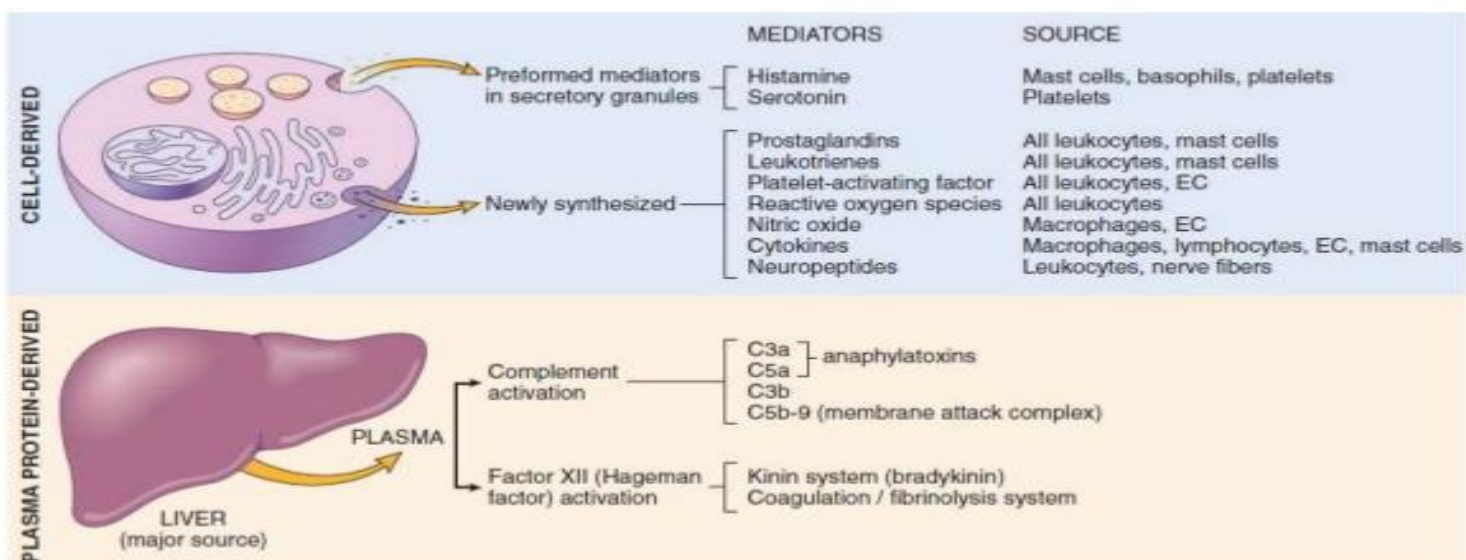 CELL-DERIVED
MEDIATORS
SOURCE
Preformed mediators
in secretory granules
Histamine
Mast cells, basophils, platelets
Serotonin
Platelets
Newly synthesized
Prostaglandins
All leukocytes, mast cells
Leukotrienes
All leukocytes, mast cells
Platelet-activating factor
All leukocytes, EC
Reactive oxygen species
All leukocytes
Nitric oxide
Macrophages, EC
Cytokines
Macrophages, lymphocytes, EC, mast cells
Neuropeptides
Leukocytes, nerve fibers
PLASMA PROTEIN-DERIVED
LIVER
(major source)
PLASMA
Complement
activation
C3a
C5a
anaphylatoxins
C3b
C5b-9 (membrane attack complex)
Factor XII (Hageman
factor) activation
Kinin system (bradykinin)
Coagulation / fibrinolysis system